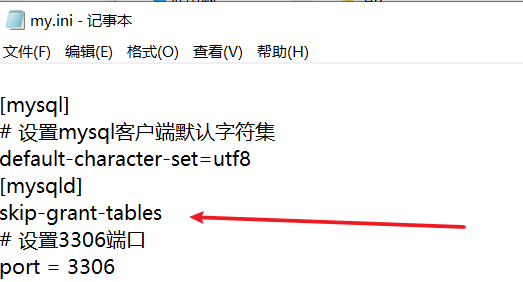 my.ini - 记事本
文件(F) 编辑(E) 格式(O) 查看(V) 帮助(H)
[mysql]
# 设置mysql客户端默认字符集
default-character-set=utf8
[mysqld]
skip-grant-tables
# 设置3306端口
port = 3306